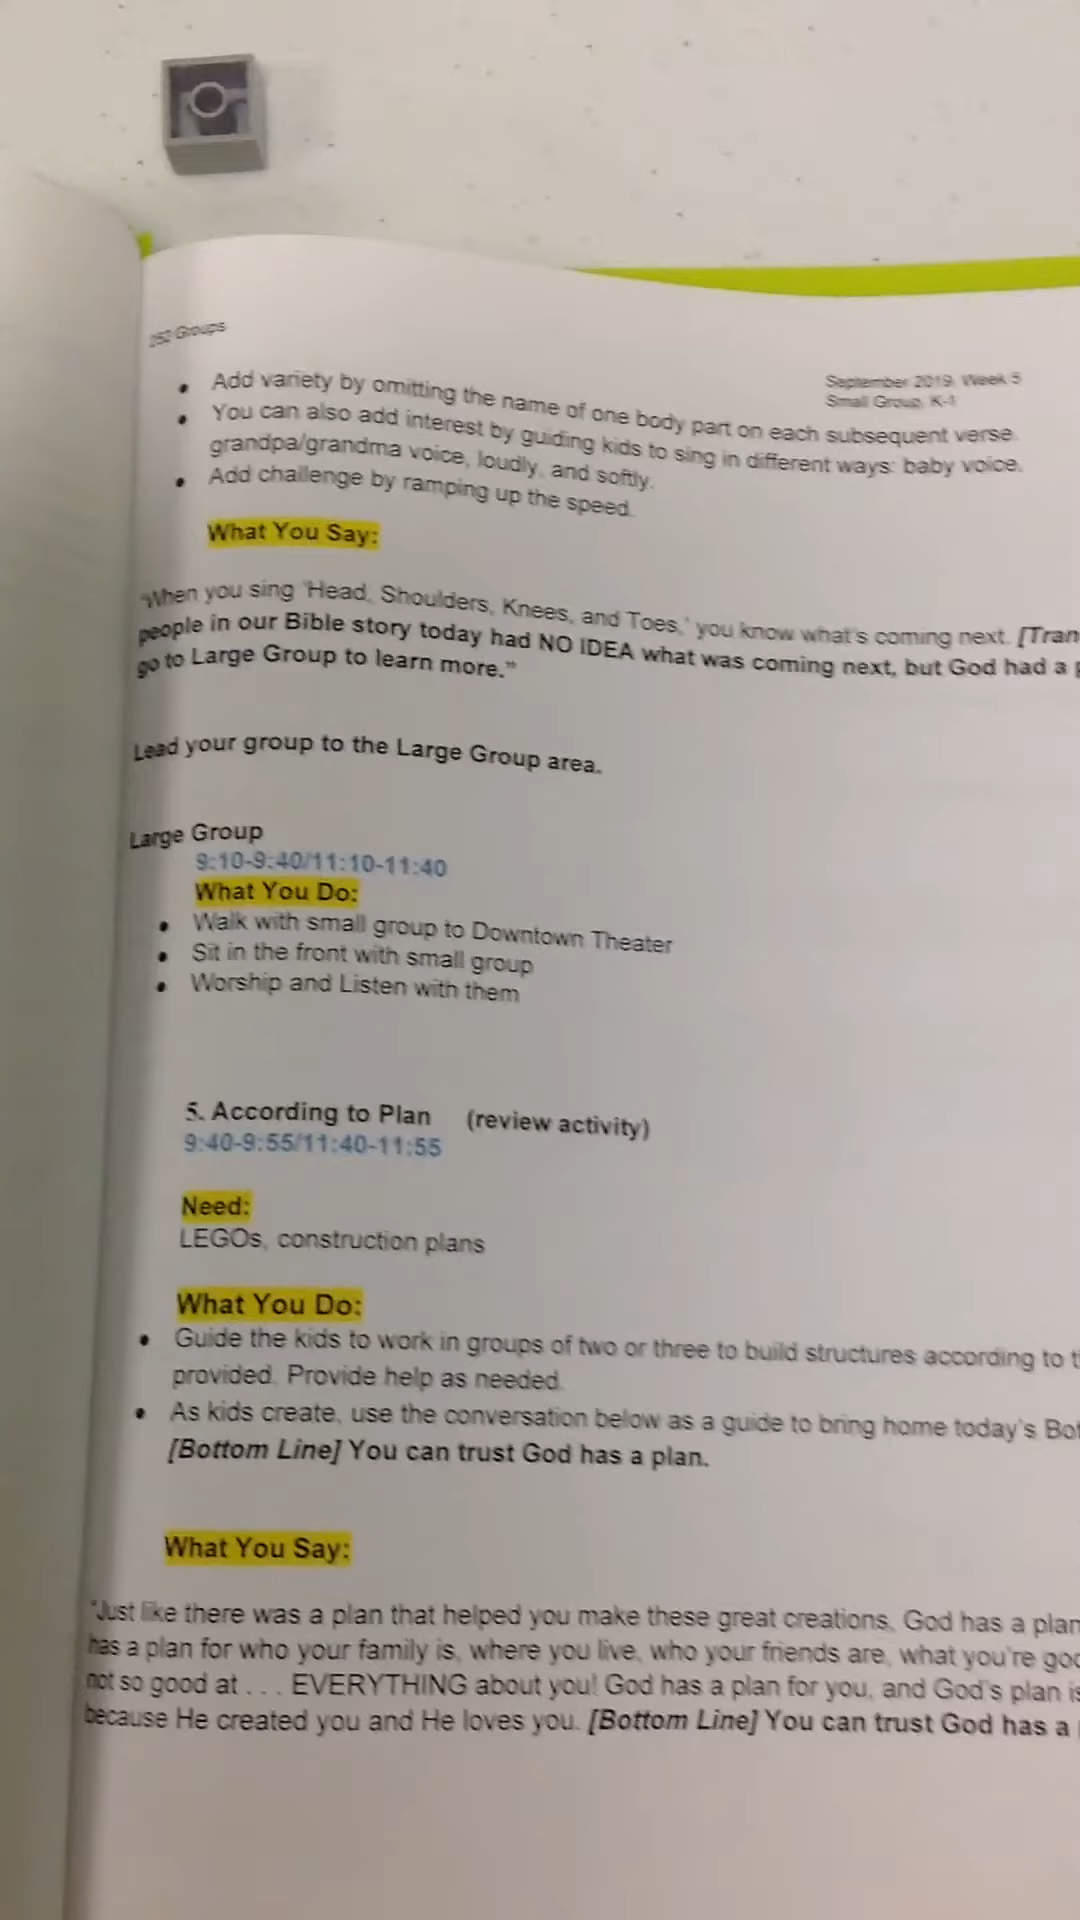 252 Groups
September 2019, Week 5
Small Group, K-1
Add variety by omitting the name of one body part on each subsequent verse.
You can also add interest by guiding kids to sing in different ways: baby voice,
grandpa/grandma voice, loudly, and softly.
Add challenge by ramping up the speed.
What You Say:
"When you sing 'Head, Shoulders, Knees, and Toes,' you know what's coming next.
people in our Bible story today had NO IDEA what was coming next, but God had a
go to Large Group to learn more."
Lead your group to the Large Group area.
Large Group
9:10-9:40/11:10-11:40
What You Do:
Walk with small group to Downtown Theater
Sit in the front with small group
Worship and Listen with them
5. According to Plan (review activity)
9:40-9:55/11:40-11:55
Need:
LEGOs, construction plans
What You Do:
Guide the kids to work in groups of two or three to build structures according to
provided. Provide help as needed.
As kids create, use the conversation below as a guide to bring home today's
[Bottom Line] You can trust God has a plan.
What You Say:
"Just like there was a plan that helped you make these great creations, God has a plan
has a plan for who your family is, where you live, who your friends are, what you're
not so good at . . . EVERYTHING about you! God has a plan for you, and God's plan
because He created you and He loves you. [Bottom Line] You can trust God has a